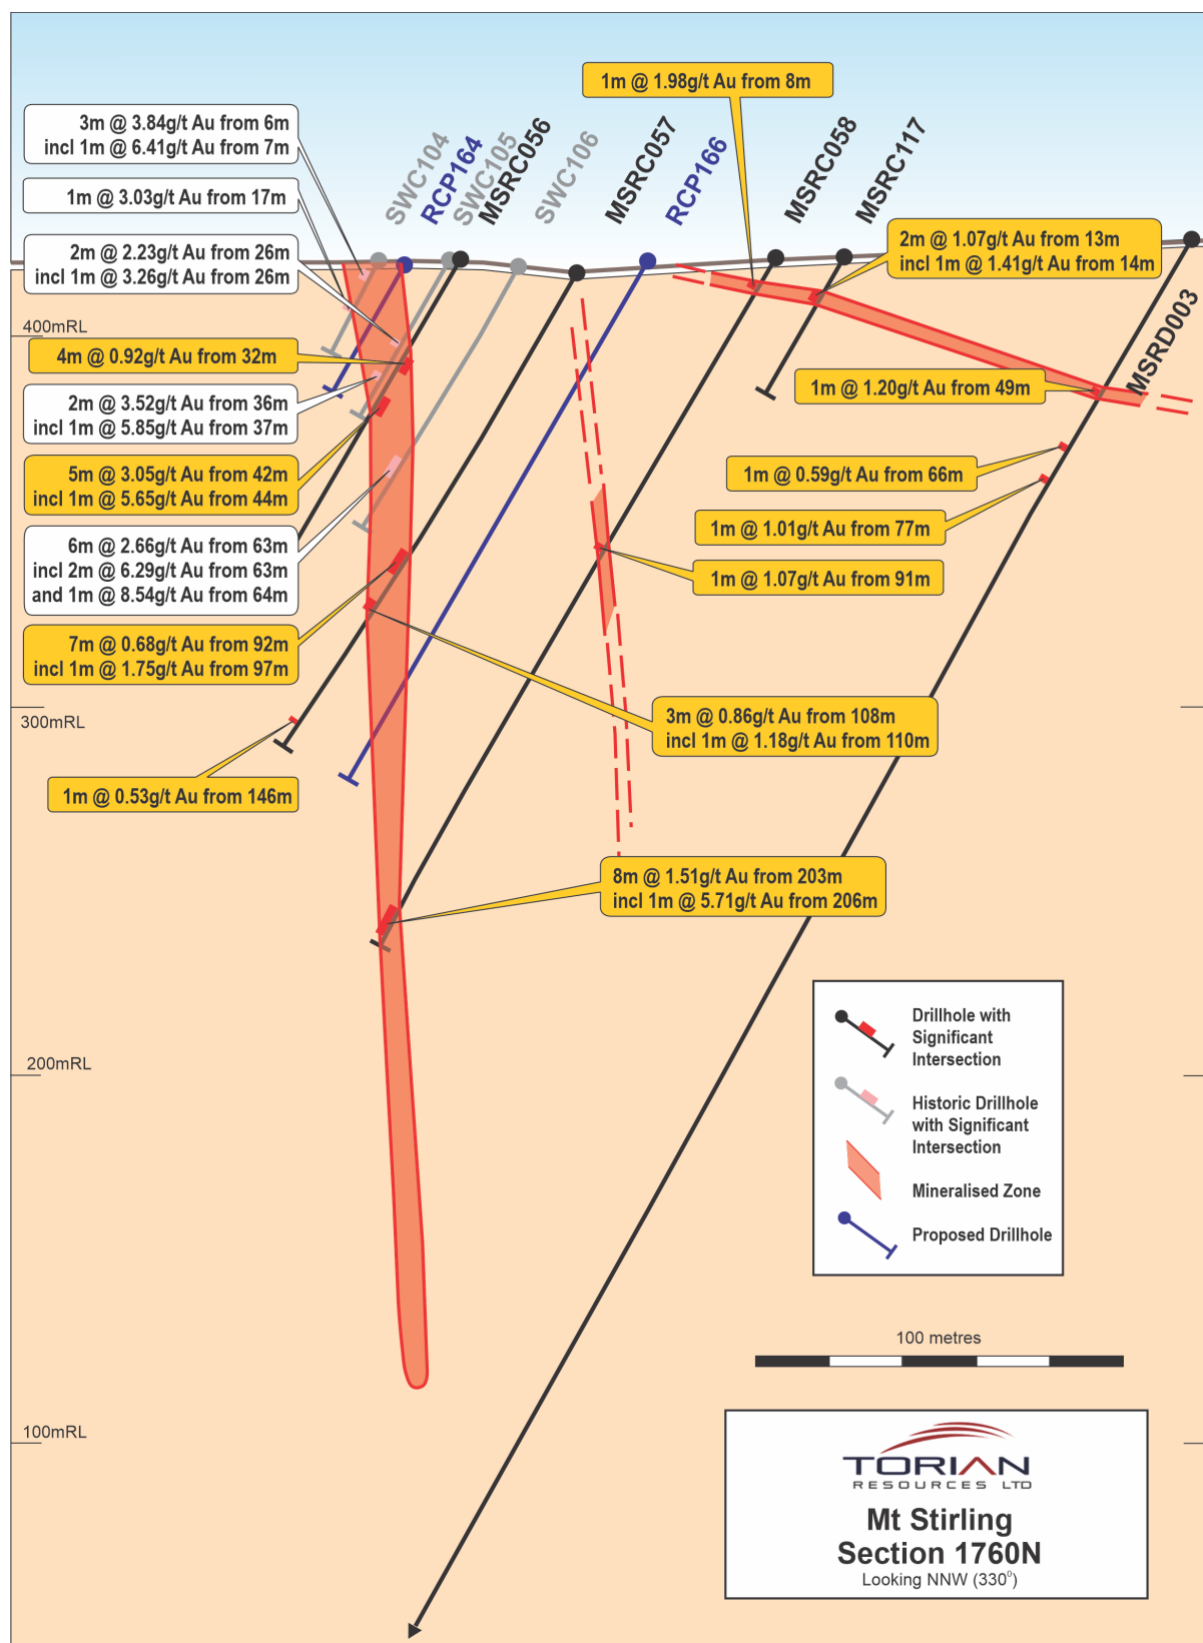 1m @ 1.98g/t Au from 8m
3m @ 3.84g/t Au from 6m
incl 1m @ 6.41g/t Au from 7m
1m @ 3.03g/t Au from 17m
2m @ 2.23g/t Au from 26m
incl 1m @ 3.26g/t Au from 26m
SWC104
RCP164
SWC105
MSRC056
SWC106
MSRC057
RCP166
MSRC058
MSRC117
MSRD003
2m @ 1.07g/t Au from 13m
incl 1m @ 1.41g/t Au from 14m
400mRL
4m @ 0.92g/t Au from 32m
2m @ 3.52g/t Au from 36m
incl 1m @ 5.85g/t Au from 37m
1m @ 1.20g/t Au from 49m
5m @ 3.05g/t Au from 42m
incl 1m @ 5.65g/t Au from 44m
1m @ 0.59g/t Au from 66m
1m @ 1.01g/t Au from 77m
6m @ 2.66g/t Au from 63m
incl 2m @ 6.29g/t Au from 63m
and 1m @ 8.54g/t Au from 64m
1m @ 1.07g/t Au from 91m
7m @ 0.68g/t Au from 92m
incl 1m @ 1.75g/t Au from 97m
300mRL
3m @ 0.86g/t Au from 108m
incl 1m @ 1.18g/t Au from 110m
1m @ 0.53g/t Au from 146m
8m @ 1.51g/t Au from 203m
incl 1m @ 5.71g/t Au from 206m
200mRL
Drillhole with
Significant
Intersection
Historic Drillhole
with Significant
Intersection
Mineralised Zone
Proposed Drillhole
100 metres
100mRL
TORIAN
RESOURCES LTD
Mt Stirling
Section 1760N
Looking NNW (330⁰)